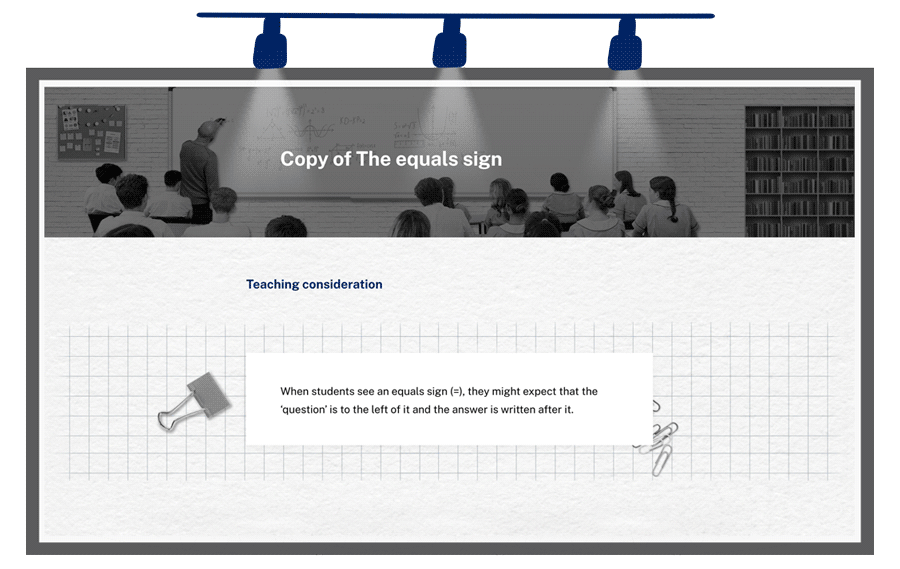 Copy of The equals sign
Teaching consideration
When students see an equals sign (=), they might expect that the
‘question’ is to the left of it and the answer is written after it.